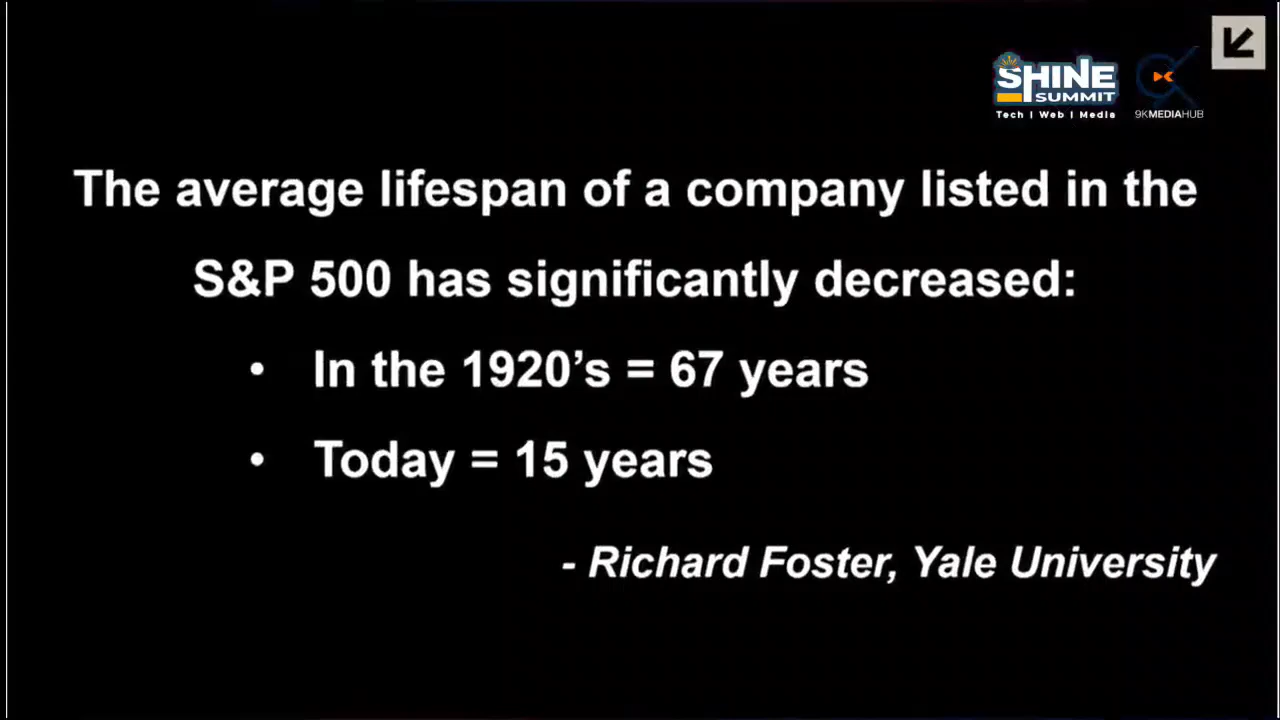 SHINE
SUMMIT
Tech | Web | Media
9KMEDIAHUB
The average lifespan of a company listed in the
S&P 500 has significantly decreased:
• In the 1920’s = 67 years
• Today = 15 years
- Richard Foster, Yale University